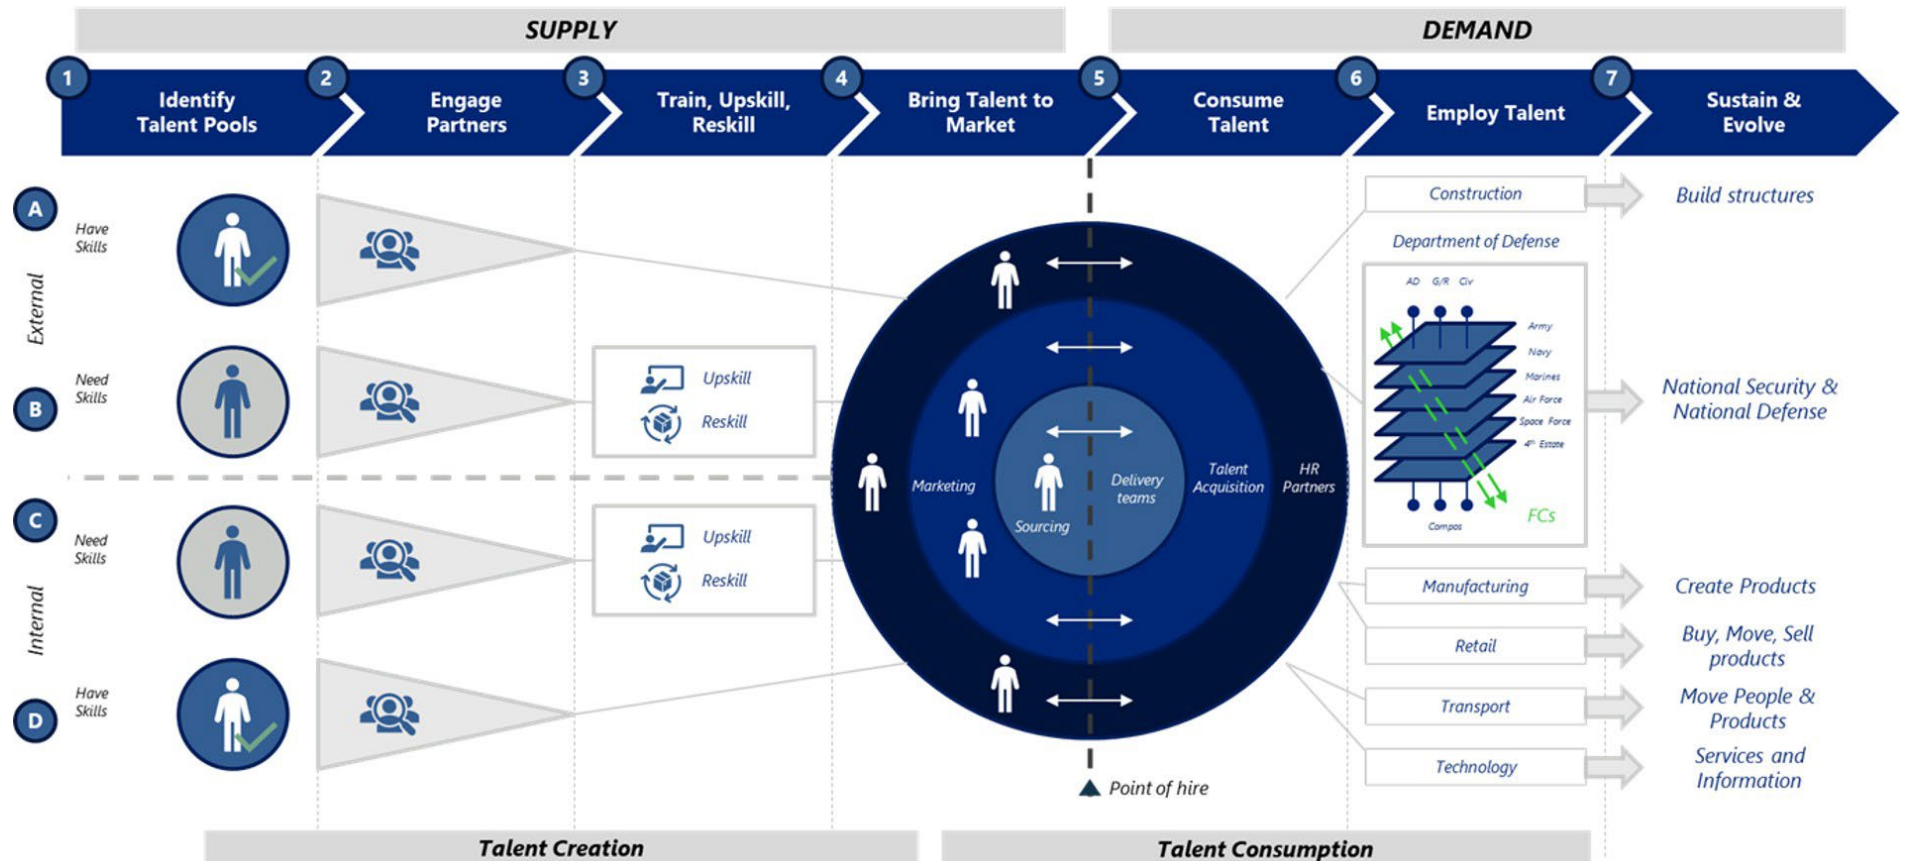 SUPPLY
DEMAND
1
2
3
4
5
6
7
Identify
Talent Pools
Engage
Partners
Train, Upskill,
Reskill
Bring Talent to
Market
Consume
Talent
Employ Talent
Sustain &
Evolve
A
Have
Skills
External
Need
Skills
B
Upskill
Reskill
C
Need
Skills
Internal
Upskill
Reskill
Have
Skills
D
Marketing
Sourcing
Delivery
teams
Talent
Acquisition
HR
Partners
Point of hire
Construction
Build structures
Department of Defense
AD G/R Civ
Army
Navy
Marines
Air Force
Space Force
4th Estate
Compos
FCs
National Security &
National Defense
Manufacturing
Create Products
Retail
Buy, Move, Sell
products
Transport
Move People &
Products
Technology
Services and
Information
Talent Creation
Talent Consumption